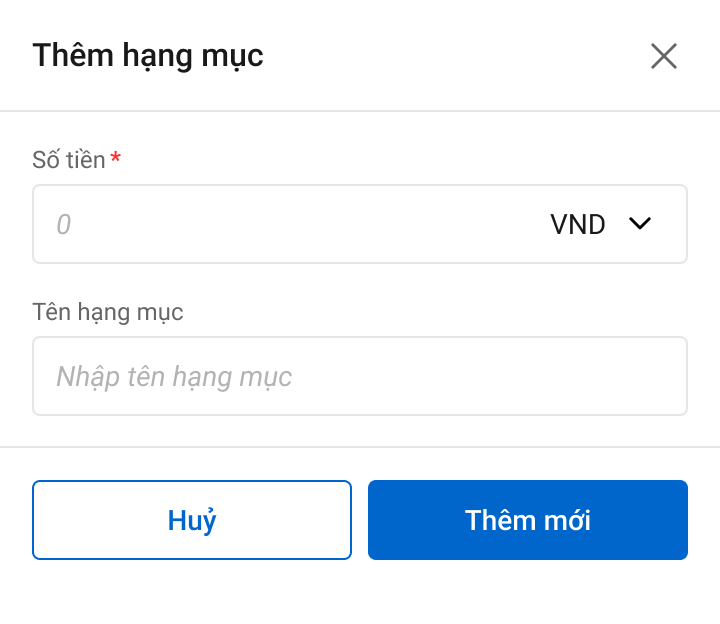 Thêm hạng mục
Số tiền *
0 VND
Tên hạng mục
Nhập tên hạng mục
Huỷ Thêm mới